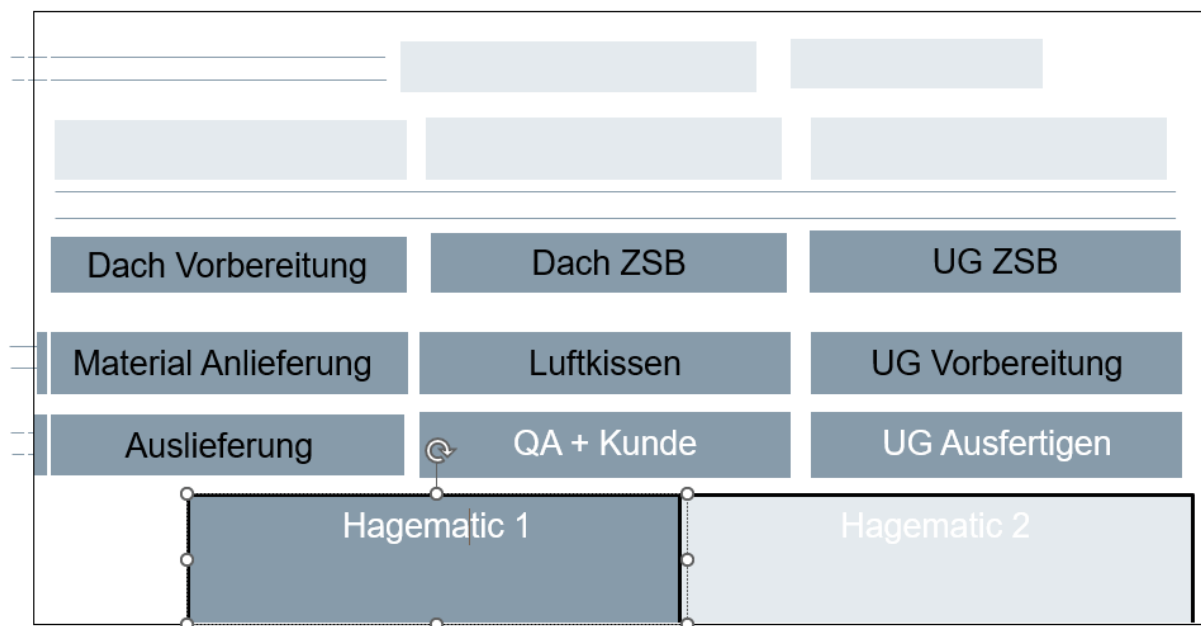 Dach Vorbereitung
Dach ZSB
UG ZSB
Material Anlieferung
Luftkissen
UG Vorbereitung
Auslieferung
QA + Kunde
UG Ausfertigen
Hagematic 1
Hagematic 2